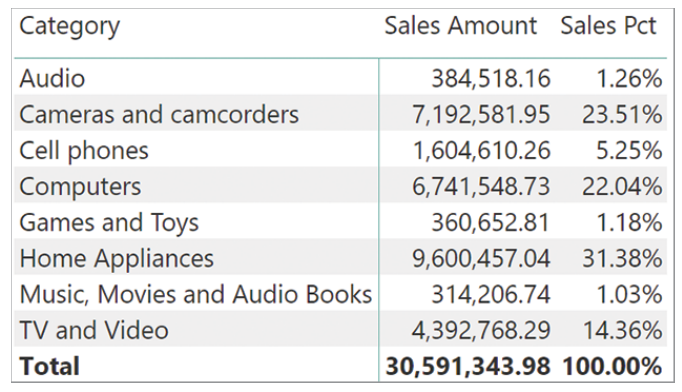 Category Sales Amount Sales Pct
Audio 384,518.16 1.26%
Cameras and camcorders 7,192,581.95 23.51%
Cell phones 1,604,610.26 5.25%
Computers 6,741,548.73 22.04%
Games and Toys 360,652.81 1.18%
Home Appliances 9,600,457.04 31.38%
Music, Movies and Audio Books 314,206.74 1.03%
TV and Video 4,392,768.29 14.36%
Total 30,591,343.98 100.00%